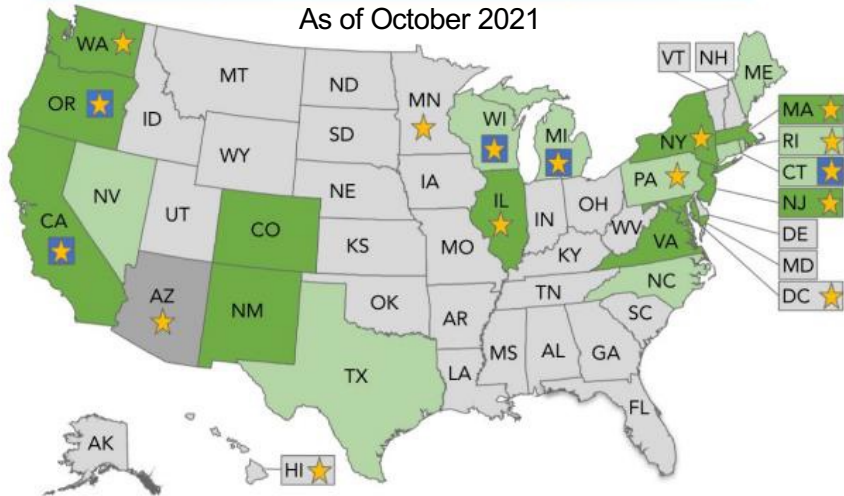 As of October 2021
WA
MT
ND
MN
VT
NH
ME
OR
ID
SD
WI
MI
NY
MA
WY
RI
NV
NE
IA
PA
CT
IL
NJ
CA
UT
CO
IN
OH
WV
DE
KS
MO
KY
VA
MD
AZ
NM
OK
TN
NC
DC
AR
SC
TX
LA
MS
AL
GA
FL
AK
HI